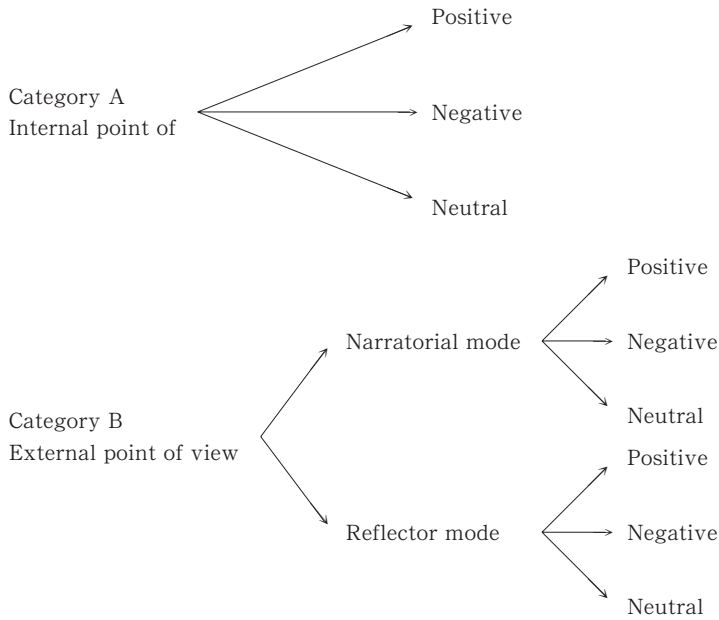 Positive
Category A
Internal point of
Negative
Neutral
Positive
Narratorial mode
Negative
Neutral
Category B
External point of view
Positive
Reflector mode
Negative
Neutral